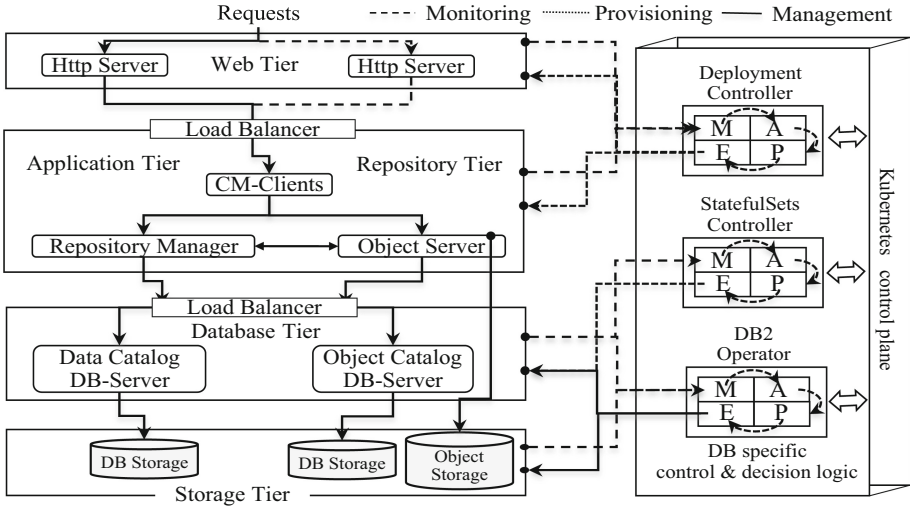 Requests
Monitoring
Provisioning
Management
Http Server
Web Tier
Http Server
Load Balancer
Application Tier
Repository Tier
CM-Clients
Repository Manager
Object Server
Load Balancer
Database Tier
Data Catalog
DB-Server
Object Catalog
DB-Server
DB Storage
DB Storage
Object
Storage
Storage Tier
Deployment
Controller
M A
E P
StatefulSets
Controller
M A
E P
DB2
Operator
M A
E P
DB specific
control & decision logic
Kubernetes control plane